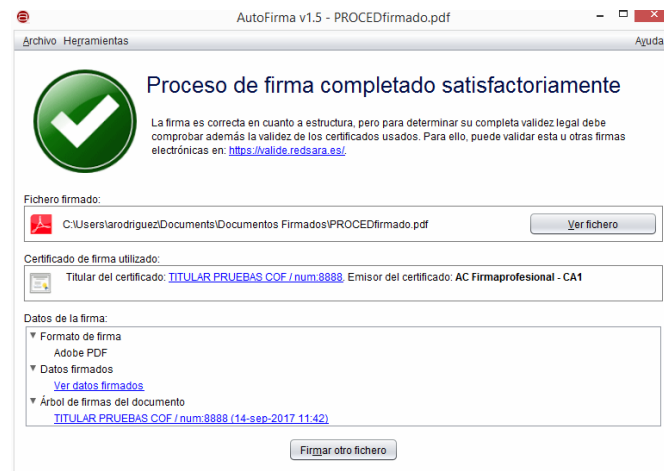 AutoFirma v1.5 - PROCEDfirmado.pdf
Archivo Herramientas Ayuda
Proceso de firma completado satisfactoriamente
La firma es correcta en cuanto a estructura, pero para determinar su completa validez legal debe
comprobar además la validez de los certificados usados. Para ello, puede validar esta u otras firmas
electrónicas en: https://valide.redsara.es/.
Fichero firmado:
C:\Users\arodriguez\Documents\Documentos Firmados\PROCEDfirmado.pdf Ver fichero
Certificado de firma utilizado:
Titular del certificado: TITULAR PRUEBAS COF / num:8888. Emisor del certificado: AC Firmaprofesional - CA1
Datos de la firma:
Formato de firma
Adobe PDF
Datos firmados
Ver datos firmados
Árbol de firmas del documento
TITULAR PRUEBAS COF / num:8888 (14-sep-2017 11:42)
Firmar otro fichero